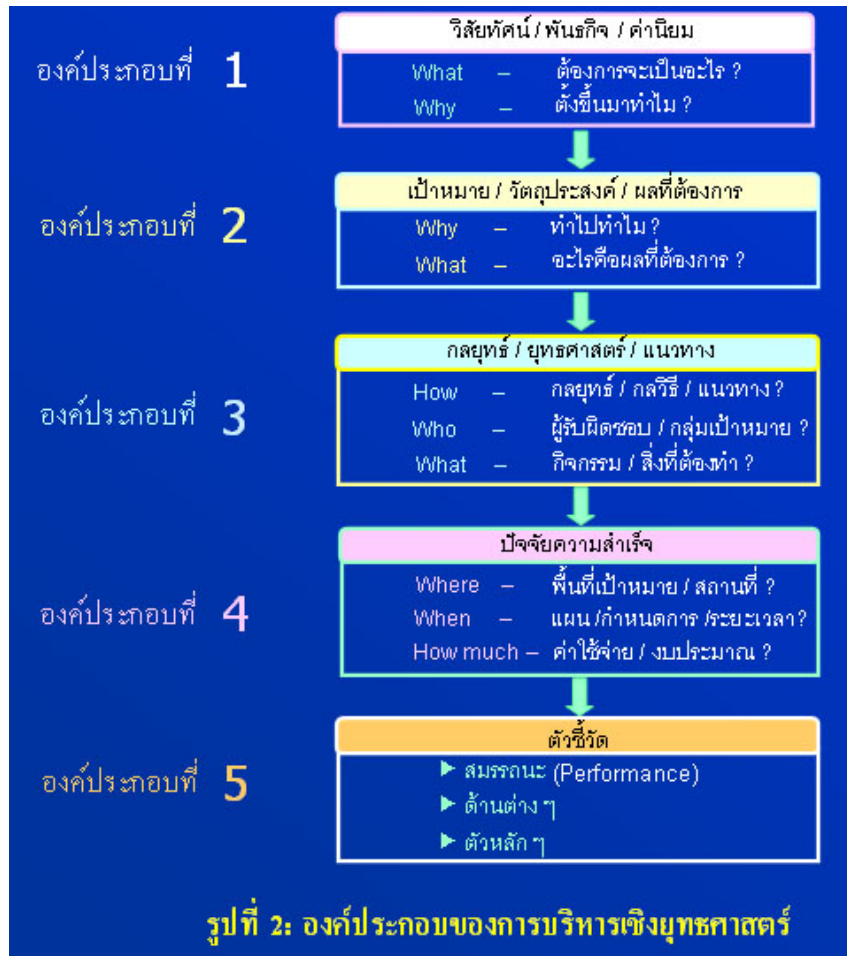 วิสัยทัศน์ / พันธกิจ / ค่านิยม
องค์ประกอบที่ 1
What – ต้องการจะเป็นอะไร ?
Why – ตั้งขึ้นมาทำไม ?
เป้าหมาย / วัตถุประสงค์ / ผลที่ต้องการ
องค์ประกอบที่ 2
Why – ทำไปทำไม ?
What – อะไรคือผลที่ต้องการ ?
กลยุทธ์ / ยุทธศาสตร์ / แนวทาง
How – กลยุทธ์ / กลวิธี / แนวทาง ?
องค์ประกอบที่ 3
Who – ผู้รับผิดชอบ / กลุ่มเป้าหมาย ?
What – กิจกรรม / สิ่งที่ต้องทำ ?
ปัจจัยความสำเร็จ
Where – พื้นที่เป้าหมาย / สถานที่ ?
องค์ประกอบที่ 4
When – แผน /กำหนดการ /ระยะเวลา?
How much – ค่าใช้จ่าย / งบประมาณ ?
ตัวชี้วัด
► สมรรถนะ (Performance)
องค์ประกอบที่ 5
► ด้านต่าง ๆ
► ตัวหลัก ๆ
รูปที่ 2: องค์ประกอบของการบริหารเชิงยุทธศาสตร์